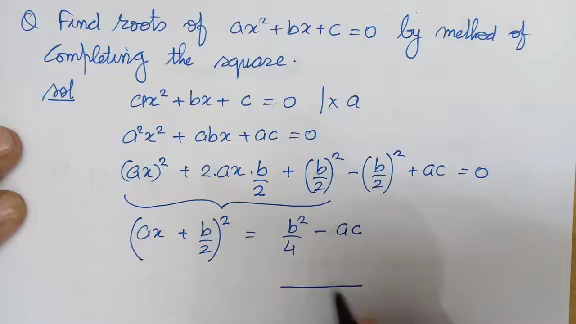 Q Find roots of ax² + bx + c = 0 by method of
Completing the square.
sol
ax² + bx + c = 0 | × a
a²x² + abx + ac = 0
(ax)² + 2.ax.b/2 + (b/2)² - (b/2)² + ac = 0
(ax + b/2)² = b²/4 - ac